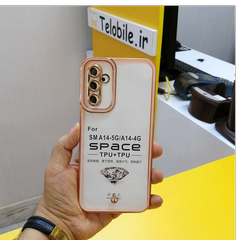 Telobile.ir
For
SM A14-5G/A14-4G
SPACE
TPU+TPU